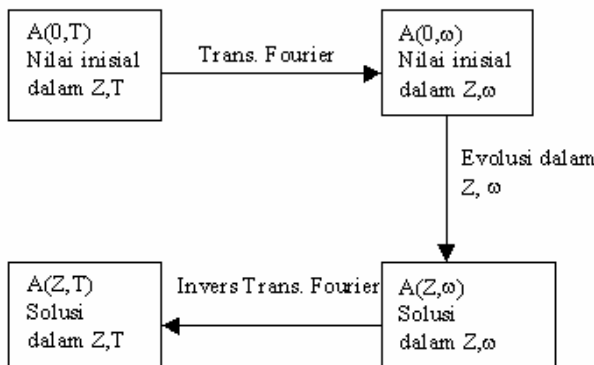 A(0,T)
Nilai inisial
dalam Z,T
Trans. Fourier
A(0,ω)
Nilai inisial
dalam Z,ω
Evolusi dalam
Z, ω
A(Z,T)
Solusi
dalam Z,T
Invers Trans. Fourier
A(Z,ω)
Solusi
dalam Z,ω